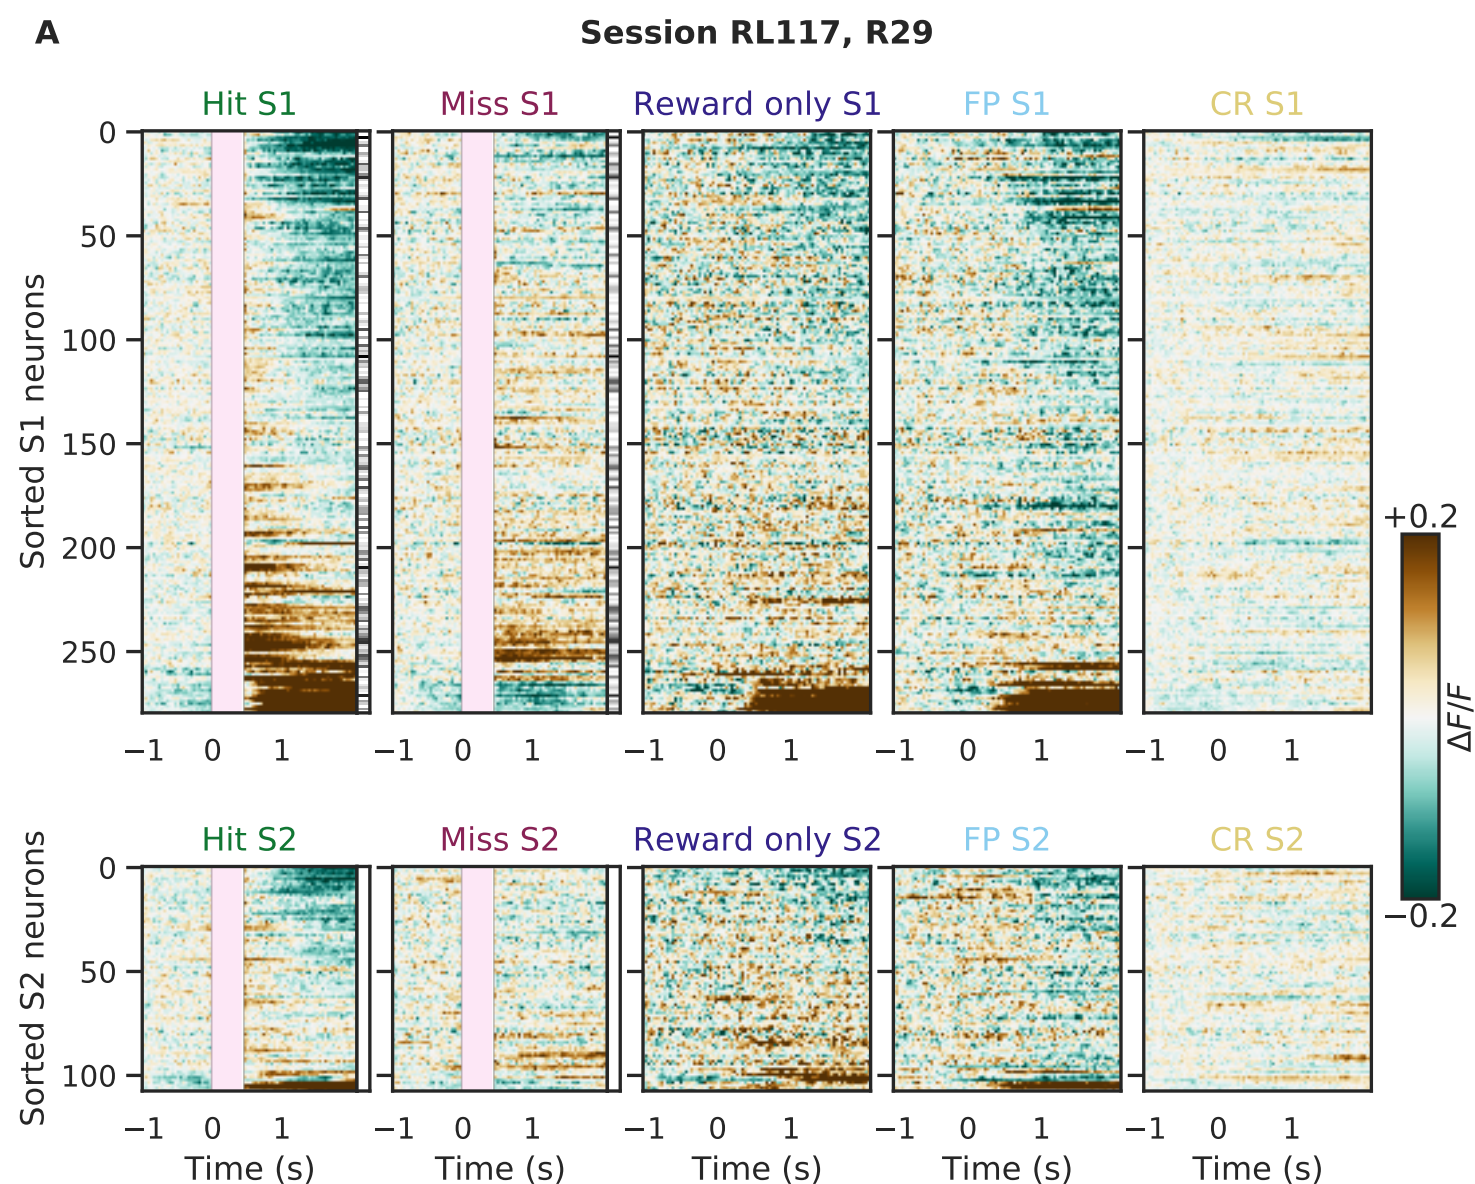 A
Session RL117, R29
Hit S1
Miss S1
Reward only S1
FP S1
CR S1
Sorted S1 neurons
0
50
100
150
200
250
−1 0 1
−1 0 1
−1 0 1
−1 0 1
−1 0 1
+0.2
ΔF/F
−0.2
Hit S2
Miss S2
Reward only S2
FP S2
CR S2
Sorted S2 neurons
0
50
100
−1 0 1
−1 0 1
−1 0 1
−1 0 1
−1 0 1
Time (s)
Time (s)
Time (s)
Time (s)
Time (s)